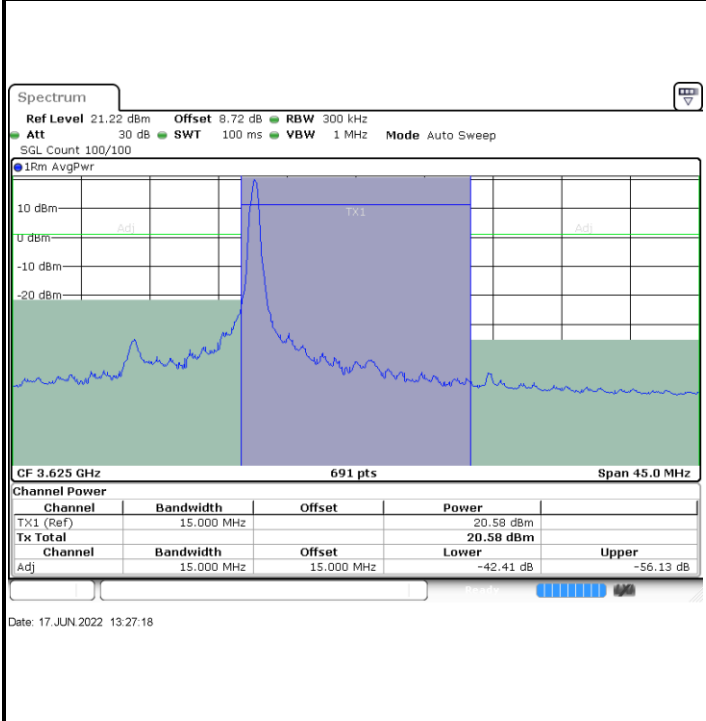 Spectrum
Ref Level 21.22 dBm Offset 8.72 dB RBW 300 kHz
Att 30 dB SWT 100 ms VBW 1 MHz Mode Auto Sweep
SGL Count 100/100
1Rm AvgPwr
10 dBm
TX1
Adj Adj
0 dBm
-10 dBm
-20 dBm
CF 3.625 GHz 691 pts Span 45.0 MHz
Channel Power
Channel Bandwidth Offset Power
TX1 (Ref) 15.000 MHz 20.58 dBm
Tx Total 20.58 dBm
Channel Bandwidth Offset Lower Upper
Adj 15.000 MHz 15.000 MHz -42.41 dB -56.13 dB
Ready
Date: 17.JUN.2022 13:27:18